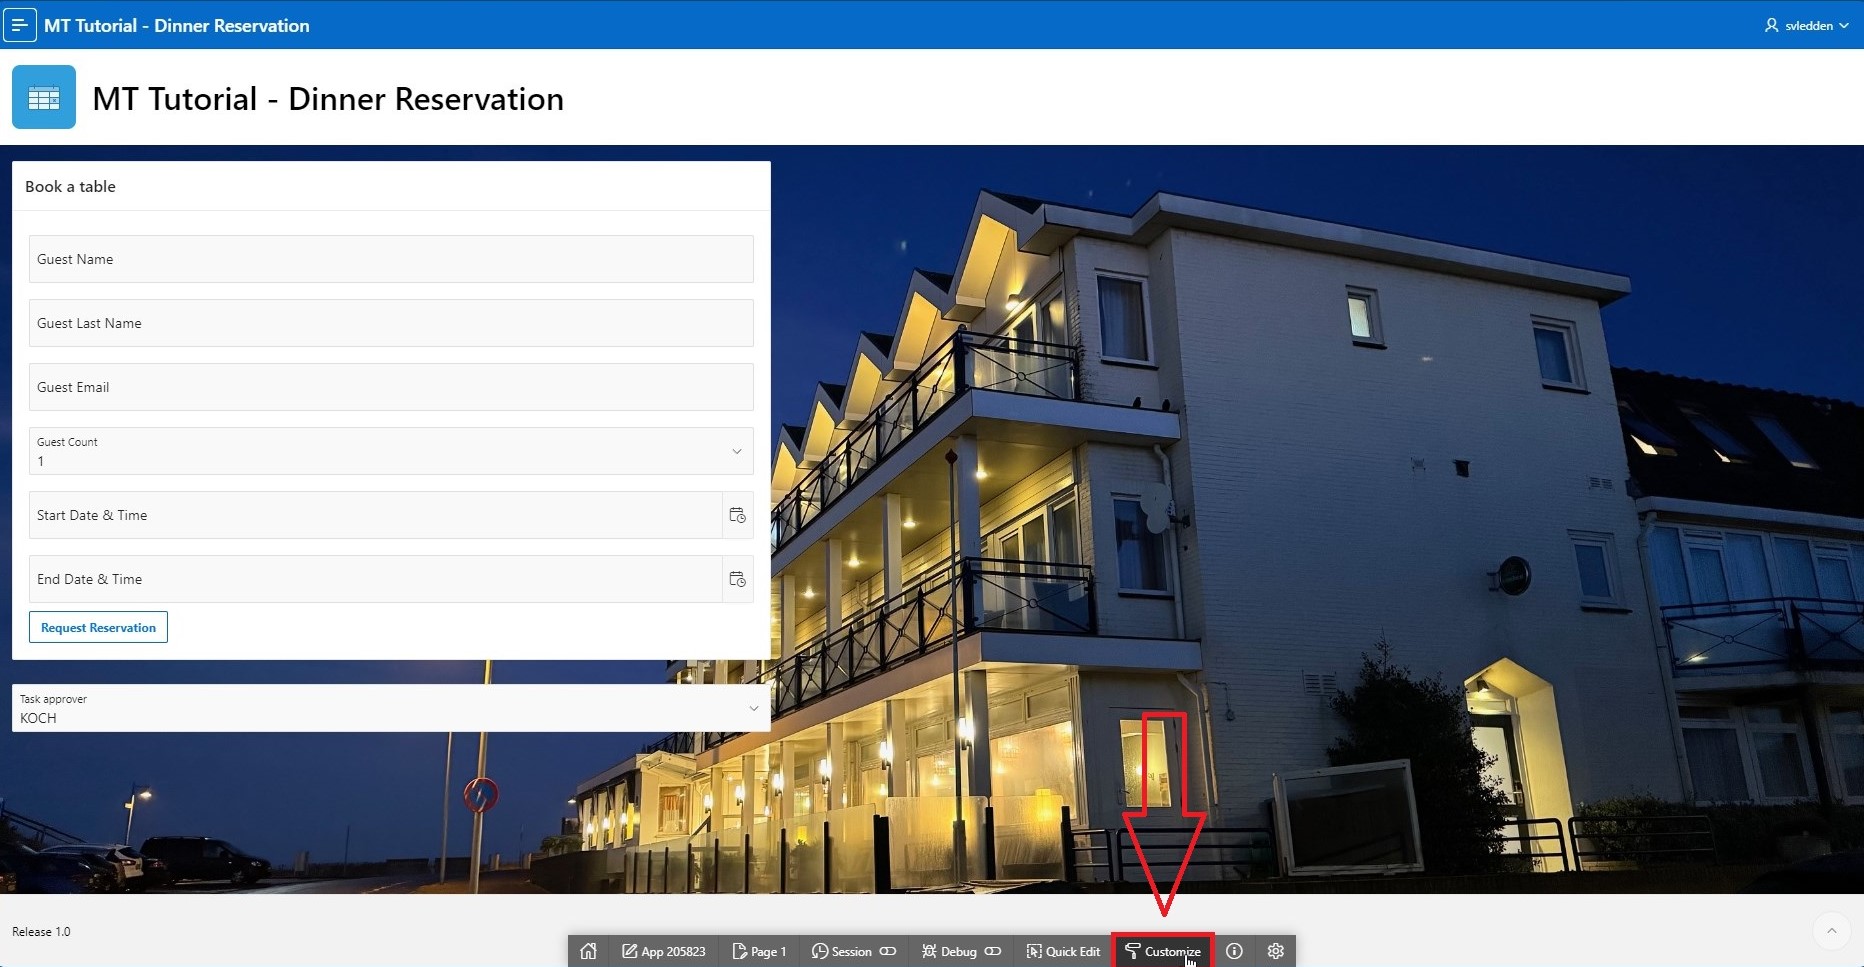 MT Tutorial - Dinner Reservation
svledden
MT Tutorial - Dinner Reservation
Book a table
Guest Name
Guest Last Name
Guest Email
Guest Count
1
Start Date & Time
End Date & Time
Request Reservation
Task approver
KOCH
Release 1.0
App 205823
Page 1
Session
Debug
Quick Edit
Customize